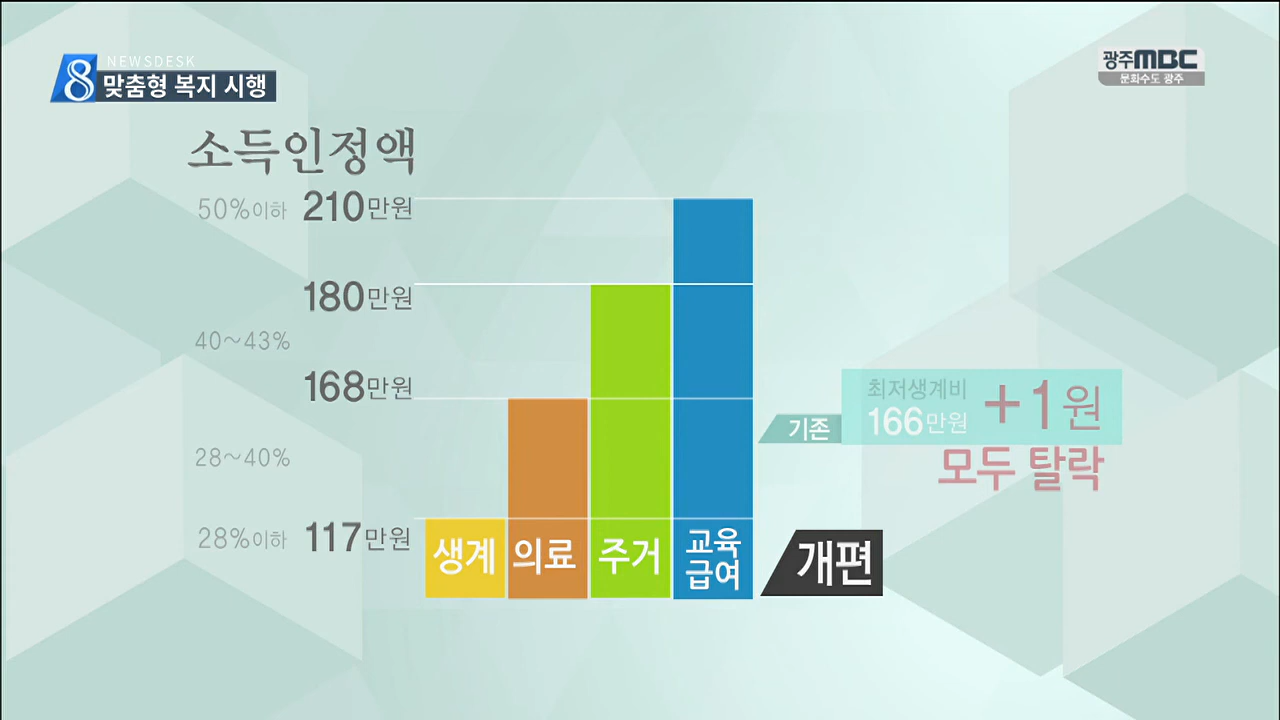 NEWSDESK
8 맞춤형 복지 시행
광주MBC
문화수도 광주
소득인정액
50%이하 210만원
180만원
40~43%
168만원
28~40%
28%이하 117만원
생계 의료 주거 교육
급여
기존
최저생계비
166만원 +1원
모두 탈락
개편